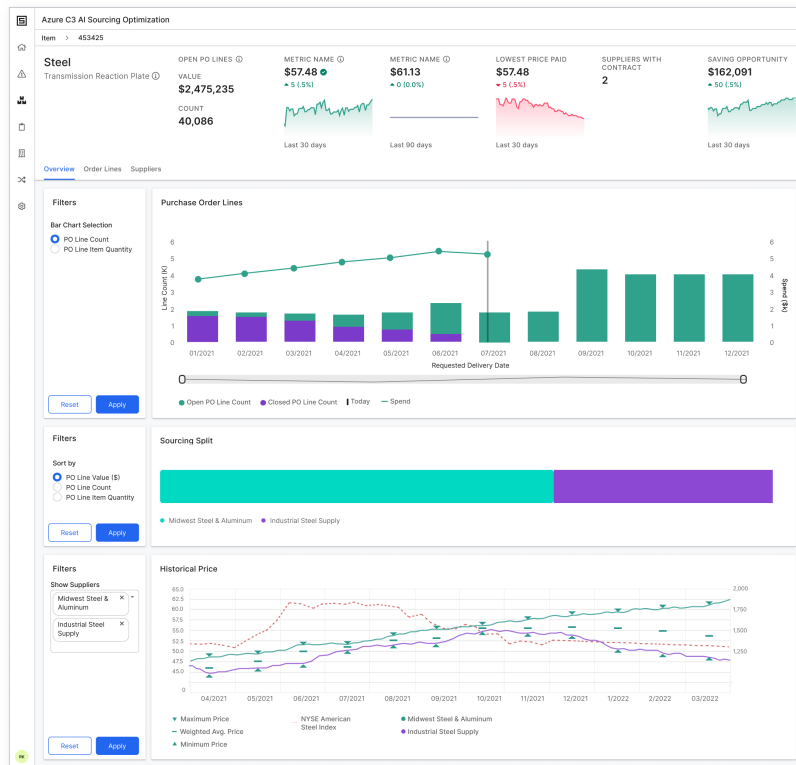 Azure C3 AI Sourcing Optimization
Item > 453425
Steel
Transmission Reaction Plate
OPEN PO LINES
VALUE
$2,475,235
COUNT
40,086
METRIC NAME
$57.48
5 (.5%)
Last 30 days
METRIC NAME
$61.13
0 (0.0%)
Last 90 days
LOWEST PRICE PAID
$57.48
5 (.5%)
Last 30 days
SUPPLIERS WITH
CONTRACT
2
SAVING OPPORTUNITY
$162,091
50 (.5%)
Last 30 days
Overview Order Lines Suppliers
Filters
Bar Chart Selection
PO Line Count
PO Line Item Quantity
Reset Apply
Purchase Order Lines
Line Count (K)
6
5
4
3
2
1
0
6
5
4
3
2
1
0
Spend ($k)
01/2021 02/2021 03/2021 04/2021 05/2021 06/2021 07/2021 08/2021 09/2021 10/2021 11/2021 12/2021
Requested Delivery Date
Open PO Line Count Closed PO Line Count Today Spend
Filters
Sort by
PO Line Value ($)
PO Line Count
PO Line Item Quantity
Reset Apply
Sourcing Split
Midwest Steel & Aluminum Industrial Steel Supply
Filters
Show Suppliers
Midwest Steel &
Aluminum
Industrial Steel
Supply
Reset Apply
Historical Price
65.0
62.5
60.0
57.5
55.0
52.5
50.0
47.5
45.0
0
2,000
1,750
1,500
1,250
04/2021 05/2021 06/2021 07/2021 08/2021 09/2021 10/2021 11/2021 12/2021 1/2022 2/2022 03/2022
Maximum Price
Weighted Avg. Price
Minimum Price
NYSE American
Steel Index
Midwest Steel & Aluminum
Industrial Steel Supply
RK